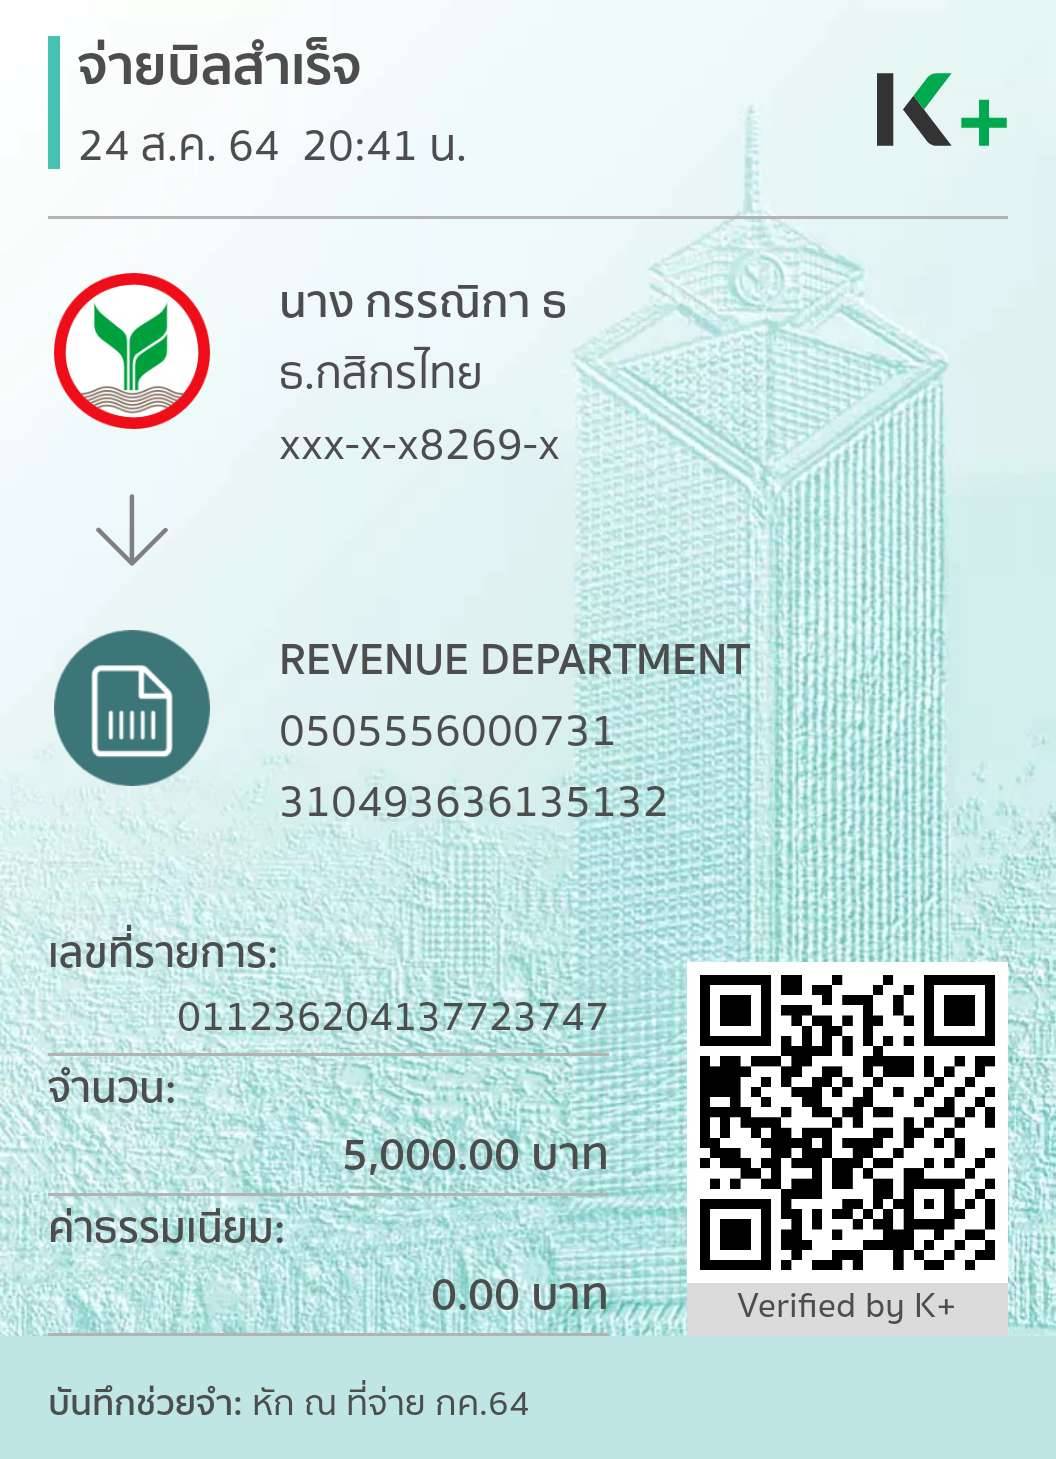 จ่ายบิลสำเร็จ
24 ส.ค. 64 20:41 น.
K+
นาง กรรณิกา ธ
ธ.กสิกรไทย
xxx-x-x8269-x
REVENUE DEPARTMENT
0505556000731
310493636135132
เลขที่รายการ:
011236204137723747
จำนวน:
5,000.00 บาท
ค่าธรรมเนียม:
0.00 บาท
Verified by K+
บันทึกช่วยจำ: หัก ณ ที่จ่าย กค.64